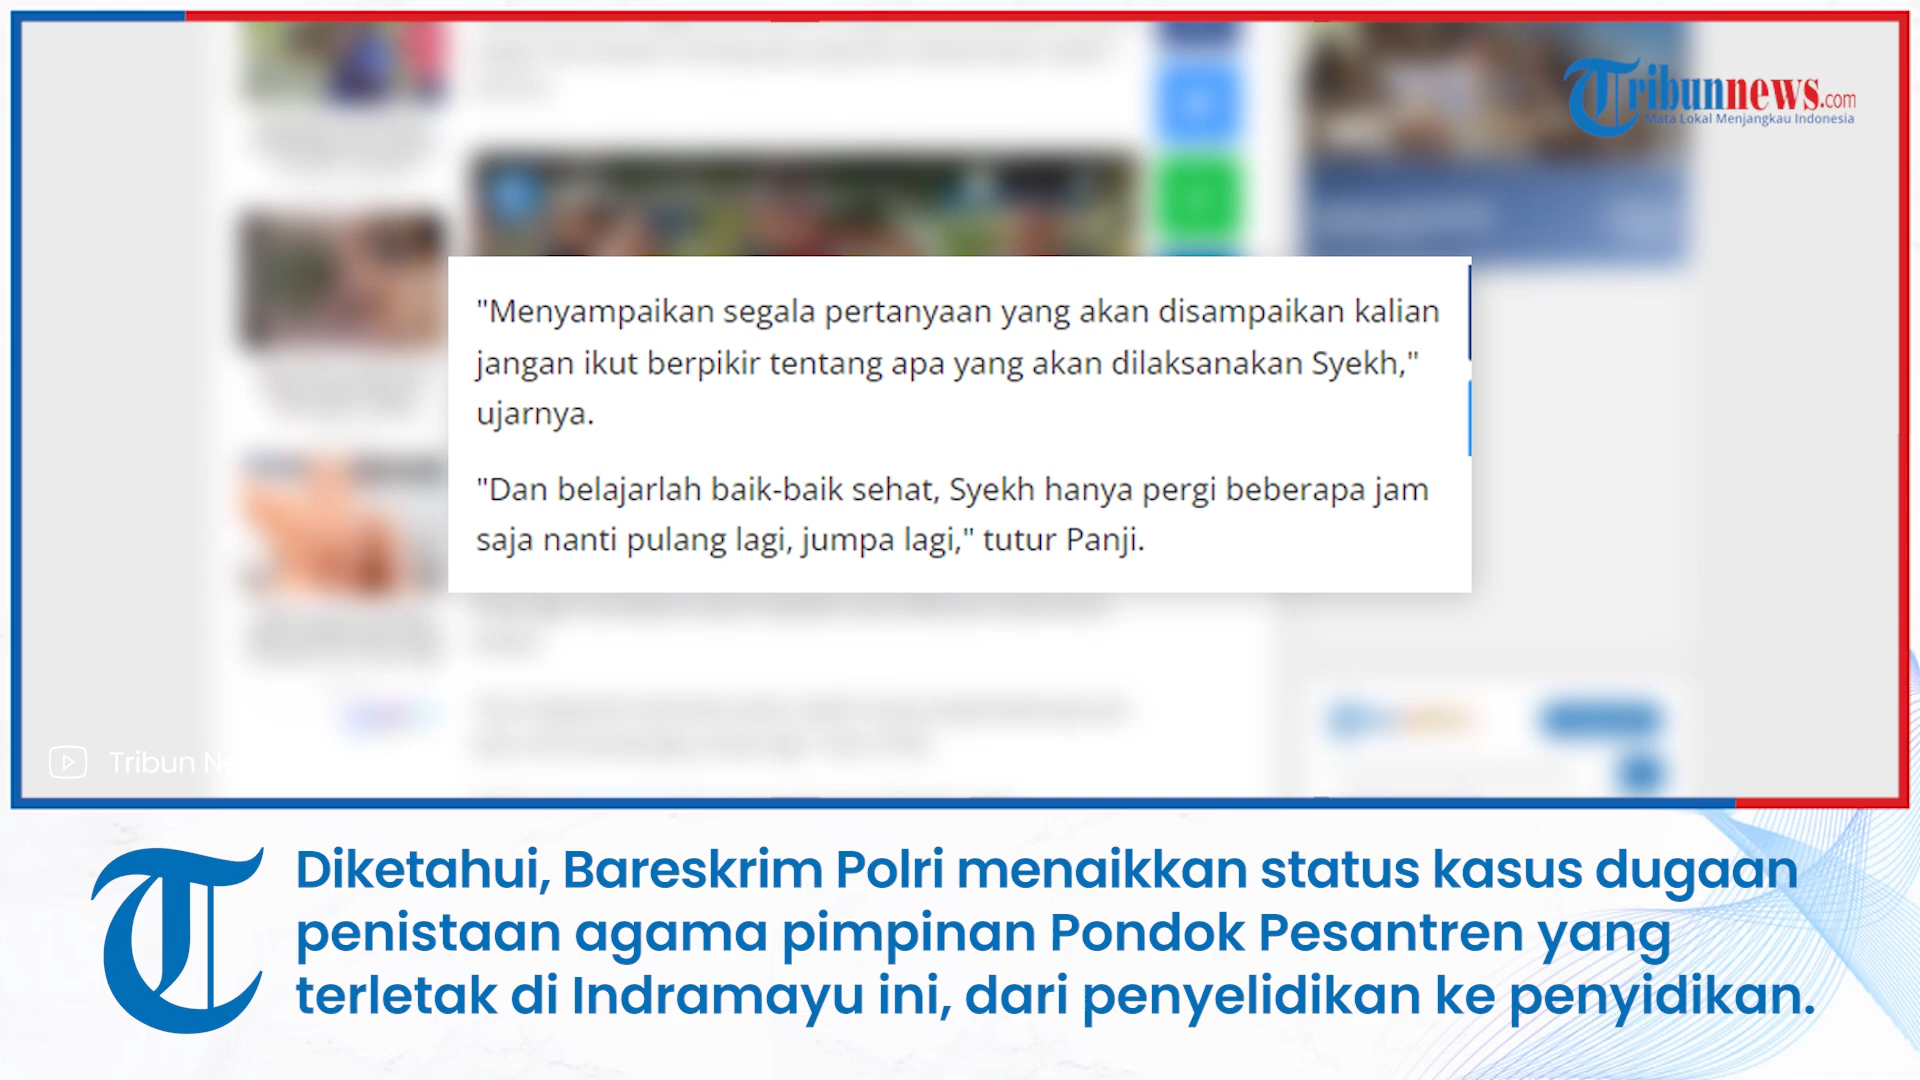 Tribunnews.com
Mata Lokal Menjangkau Indonesia
"Menyampaikan segala pertanyaan yang akan disampaikan kalian
jangan ikut berpikir tentang apa yang akan dilaksanakan Syekh,"
ujarnya.
"Dan belajarlah baik-baik sehat, Syekh hanya pergi beberapa jam
saja nanti pulang lagi, jumpa lagi," tutur Panji.
Tribun
Diketahui, Bareskrim Polri menaikkan status kasus dugaan
penistaan agama pimpinan Pondok Pesantren yang
terletak di Indramayu ini, dari penyelidikan ke penyidikan.